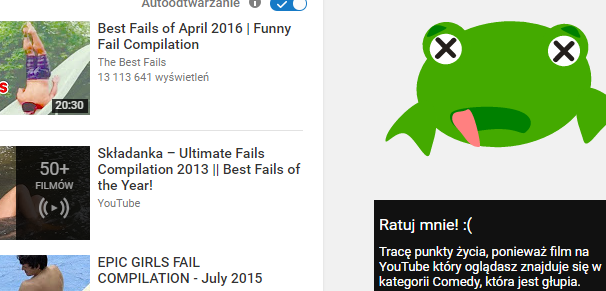 Autoodtwarzanie
Best Fails of April 2016 | Funny
Fail Compilation
The Best Fails
13 113 641 wyświetleń
s
20:30
Składanka – Ultimate Fails
Compilation 2013 || Best Fails of
the Year!
YouTube
50+
FILMÓW
EPIC GIRLS FAIL
COMPILATION - July 2015
Ratuj mnie! :(
Tracę punkty życia, ponieważ film na
YouTube który oglądasz znajduje się w
kategorii Comedy, która jest głupia.